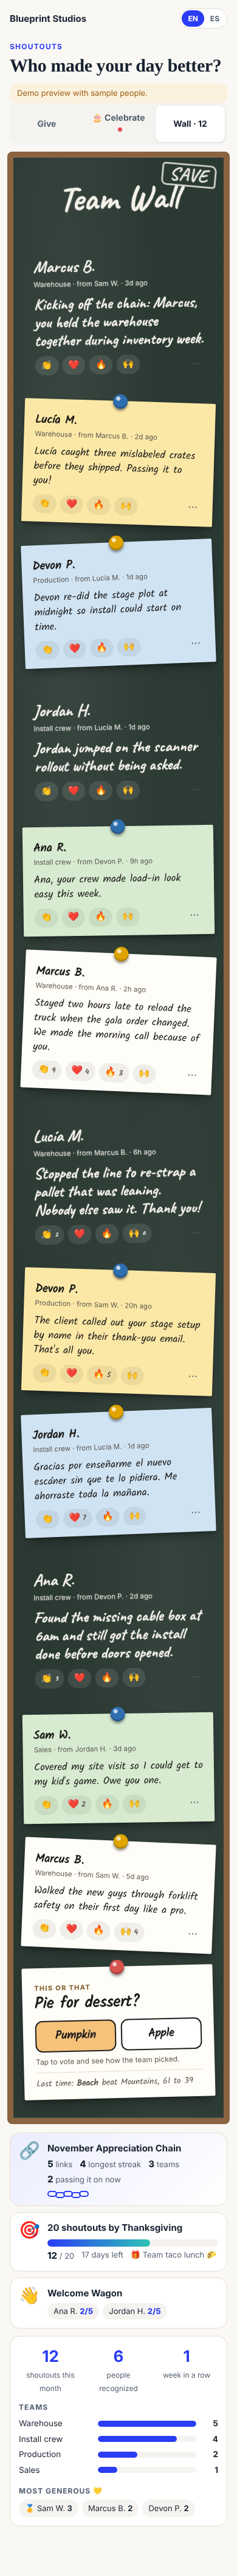 Blueprint Studios
EN ES
SHOUTOUTS
Who made your day better?
Demo preview with sample people.
Give
🎂 Celebrate
Wall · 12
SAVE
Team Wall
Marcus B.
Warehouse · from Sam W. · 3d ago
Kicking off the chain: Marcus,
you held the warehouse
together during inventory week.
👏 ❤️ 🔥 🙌
Lucía M.
Warehouse · from Marcus B. · 2d ago
Lucía caught three mislabeled crates
before they shipped. Passing it to
you!
👏 ❤️ 🔥 🙌 ...
Devon P.
Production · from Lucía M. · 1d ago
Devon re-did the stage plot at
midnight so install could start on
time.
👏 ❤️ 🔥 🙌 ...
Jordan H.
Install crew · from Lucía M. · 1d ago
Jordan jumped on the scanner
rollout without being asked.
👏 ❤️ 🔥 🙌
Ana R.
Install crew · from Devon P. · 9h ago
Ana, your crew made load-in look
easy this week.
👏 ❤️ 🔥 🙌 ...
Marcus B.
Warehouse · from Ana R. · 2h ago
Stayed two hours late to reload the
truck when the gala order changed.
We made the morning call because of
you.
👏 9 ❤️ 4 🔥 3 🙌 ...
Lucía M.
Warehouse · from Marcus B. · 6h ago
Stopped the line to re-strap a
pallet that was leaning.
Nobody else saw it. Thank you!
👏 2 ❤️ 🔥 🙌 6
Devon P.
Production · from Sam W. · 20h ago
The client called out your stage setup
by name in their thank-you email.
That's all you.
👏 ❤️ 🔥 5 🙌 ...
Jordan H.
Install crew · from Lucía M. · 1d ago
Gracias por enseñarme el nuevo
escáner sin que te lo pidiera. Me
ahorraste toda la mañana.
👏 ❤️ 7 🔥 🙌 ...
Ana R.
Install crew · from Devon P. · 2d ago
Found the missing cable box at
6am and still got the install
done before doors opened.
👏 3 ❤️ 🔥 🙌
Sam W.
Sales · from Jordan H. · 3d ago
Covered my site visit so I could get to
my kid's game. Owe you one.
👏 ❤️ 2 🔥 🙌 ...
Marcus B.
Warehouse · from Sam W. · 5d ago
Walked the new guys through forklift
safety on their first day like a pro.
👏 ❤️ 🔥 🙌 4 ...
THIS OR THAT
Pie for dessert?
Pumpkin
Apple
Tap to vote and see how the team picked.
Last time: Beach beat Mountains, 61 to 39
November Appreciation Chain
5 links 4 longest streak 3 teams
2 passing it on now
20 shoutouts by Thanksgiving
12 / 20 17 days left 🎁 Team taco lunch 🌮
Welcome Wagon
Ana R. 2/5 Jordan H. 2/5
12
shoutouts this
month
6
people
recognized
1
week in a row
TEAMS
Warehouse 5
Install crew 4
Production 2
Sales 1
MOST GENEROUS 💛
🏅 Sam W. 3 Marcus B. 2 Devon P. 2